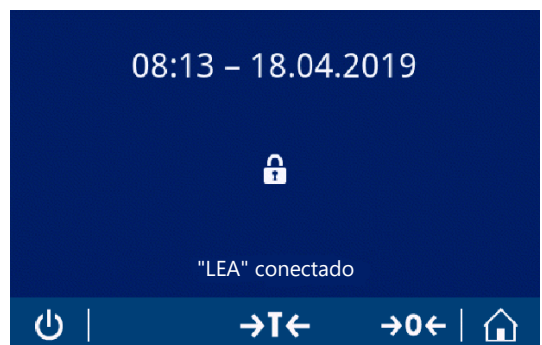 08:13 – 18.04.2019
"LEA" conectado
→T← →0←